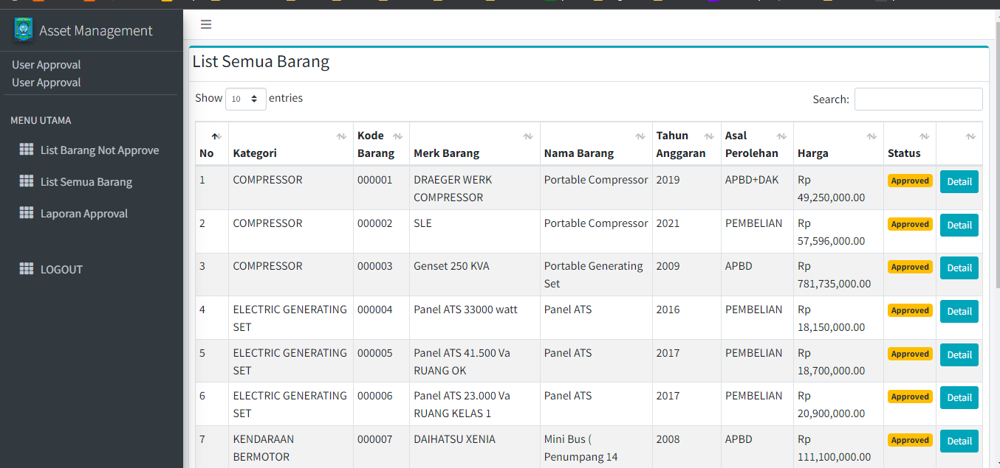 Asset Management
User Approval
User Approval
MENU UTAMA
List Barang Not Approve
List Semua Barang
Laporan Approval
LOGOUT
List Semua Barang
Show 10 entries
Search:
No Kategori Kode Barang Merk Barang Nama Barang Tahun Anggaran Asal Perolehan Harga Status
1 COMPRESSOR 000001 DRAEGER WERK Portable Compressor 2019 APBD+DAK Rp Approved Detail
COMPRESSOR 49,250,000.00
2 COMPRESSOR 000002 SLE Portable Compressor 2021 PEMBELIAN Rp Approved Detail
57,596,000.00
3 COMPRESSOR 000003 Genset 250 KVA Portable Generating 2009 APBD Rp Approved Detail
Set 781,735,000.00
4 ELECTRIC GENERATING 000004 Panel ATS 33000 watt Panel ATS 2016 PEMBELIAN Rp Approved Detail
SET 18,150,000.00
5 ELECTRIC GENERATING 000005 Panel ATS 41.500 Va Panel ATS 2017 PEMBELIAN Rp Approved Detail
SET RUANG OK 18,700,000.00
6 ELECTRIC GENERATING 000006 Panel ATS 23.000 Va Panel ATS 2017 PEMBELIAN Rp Approved Detail
SET RUANG KELAS 1 20,900,000.00
7 KENDARAAN 000007 DAIHATSU XENIA Mini Bus ( 2008 APBD Rp Approved Detail
BERMOTOR Penumpang 14 111,100,000.00